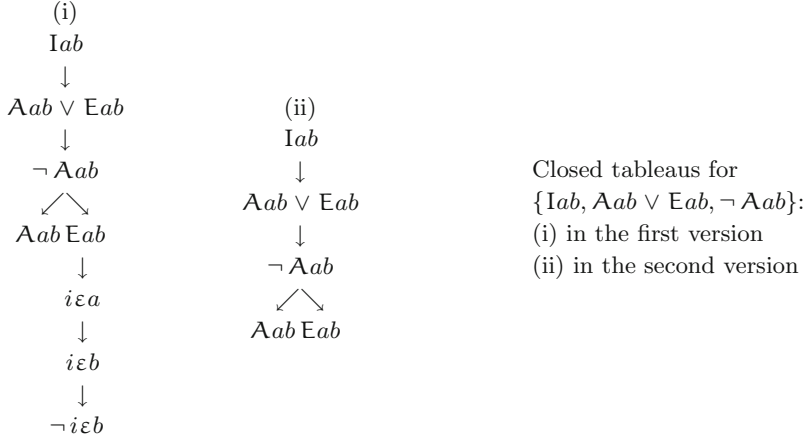 (i)
Iab
↓
Aab ∨ Eab
↓
¬ Aab
↙ ↘
Aab Eab
↓
iεa
↓
iεb
↓
¬ iεb
(ii)
Iab
↓
Aab ∨ Eab
↓
¬ Aab
↙ ↘
Aab Eab
Closed tableaus for
{Iab, Aab ∨ Eab, ¬ Aab}:
(i) in the first version
(ii) in the second version